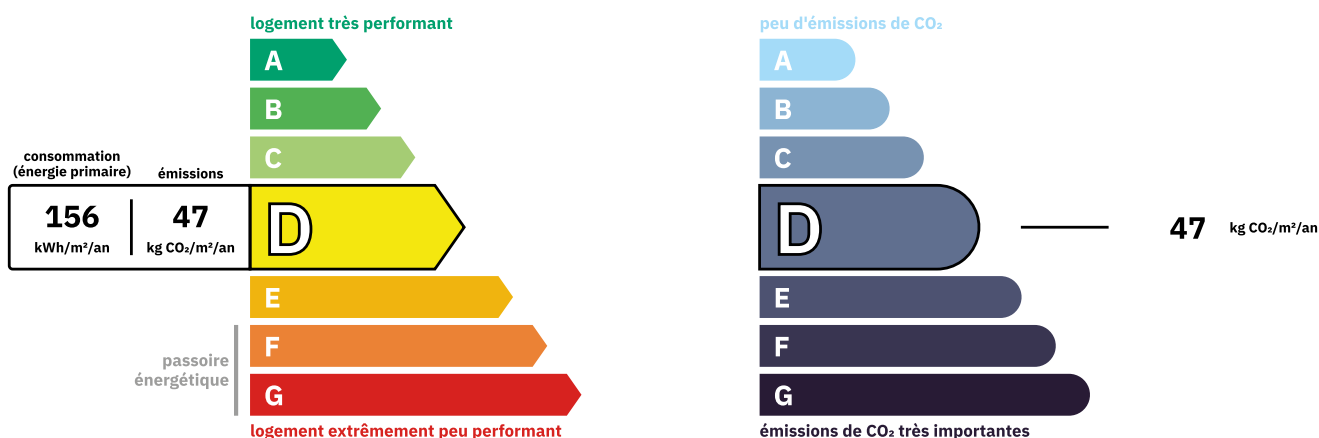 logement très performant
A
B
C
consommation
(énergie primaire)
émissions
156
kWh/m²/an
47
kg CO₂/m²/an
D
E
F
G
passoire
énergétique
logement extrêmement peu performant
peu d'émissions de CO₂
A
B
C
D
47
kg CO₂/m²/an
E
F
G
émissions de CO₂ très importantes